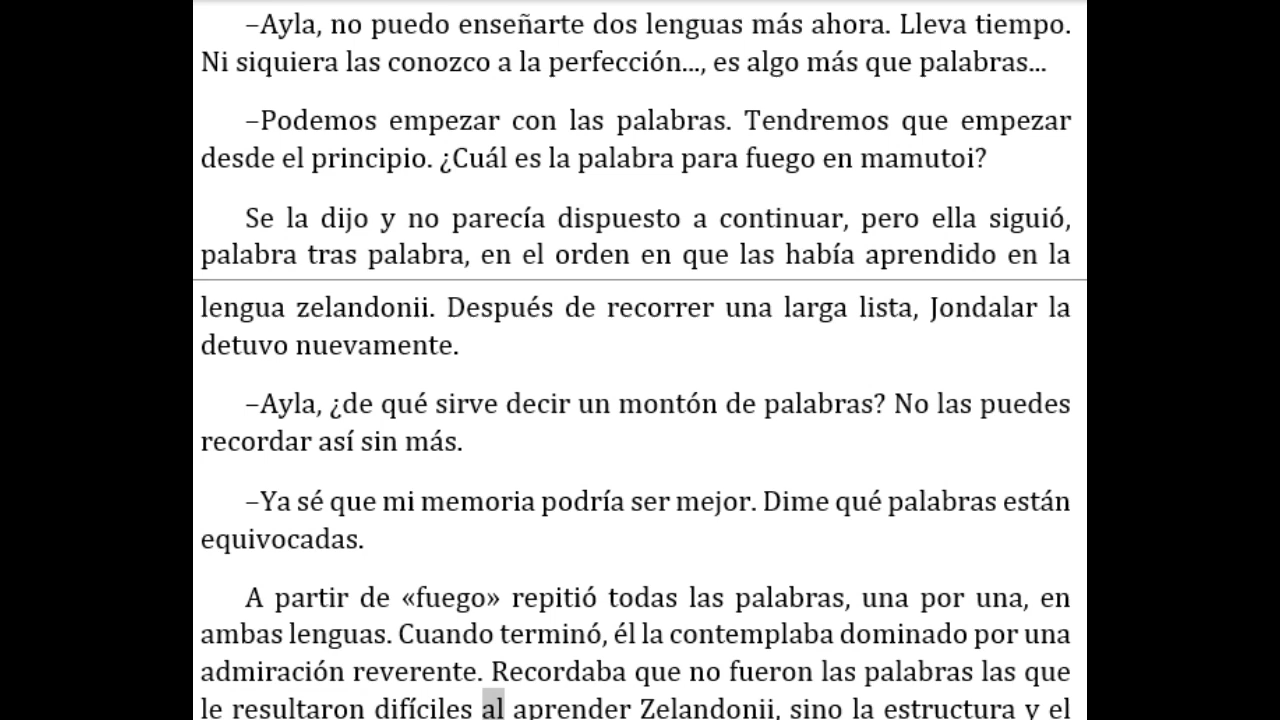 –Ayla, no puedo enseñarte dos lenguas más ahora. Lleva tiempo.
Ni siquiera las conozco a la perfección..., es algo más que palabras...
–Podemos empezar con las palabras. Tendremos que empezar
desde el principio. ¿Cuál es la palabra para fuego en mamutoi?
Se la dijo y no parecía dispuesto a continuar, pero ella siguió,
palabra tras palabra, en el orden en que las había aprendido en la
lengua zelandonii. Después de recorrer una larga lista, Jondalar la
detuvo nuevamente.
–Ayla, ¿de qué sirve decir un montón de palabras? No las puedes
recordar así sin más.
–Ya sé que mi memoria podría ser mejor. Dime qué palabras están
equivocadas.
A partir de «fuego» repitió todas las palabras, una por una, en
ambas lenguas. Cuando terminó, él la contemplaba dominado por una
admiración reverente. Recordaba que no fueron las palabras las que
le resultaron difíciles al aprender Zelandonii, sino la estructura y el